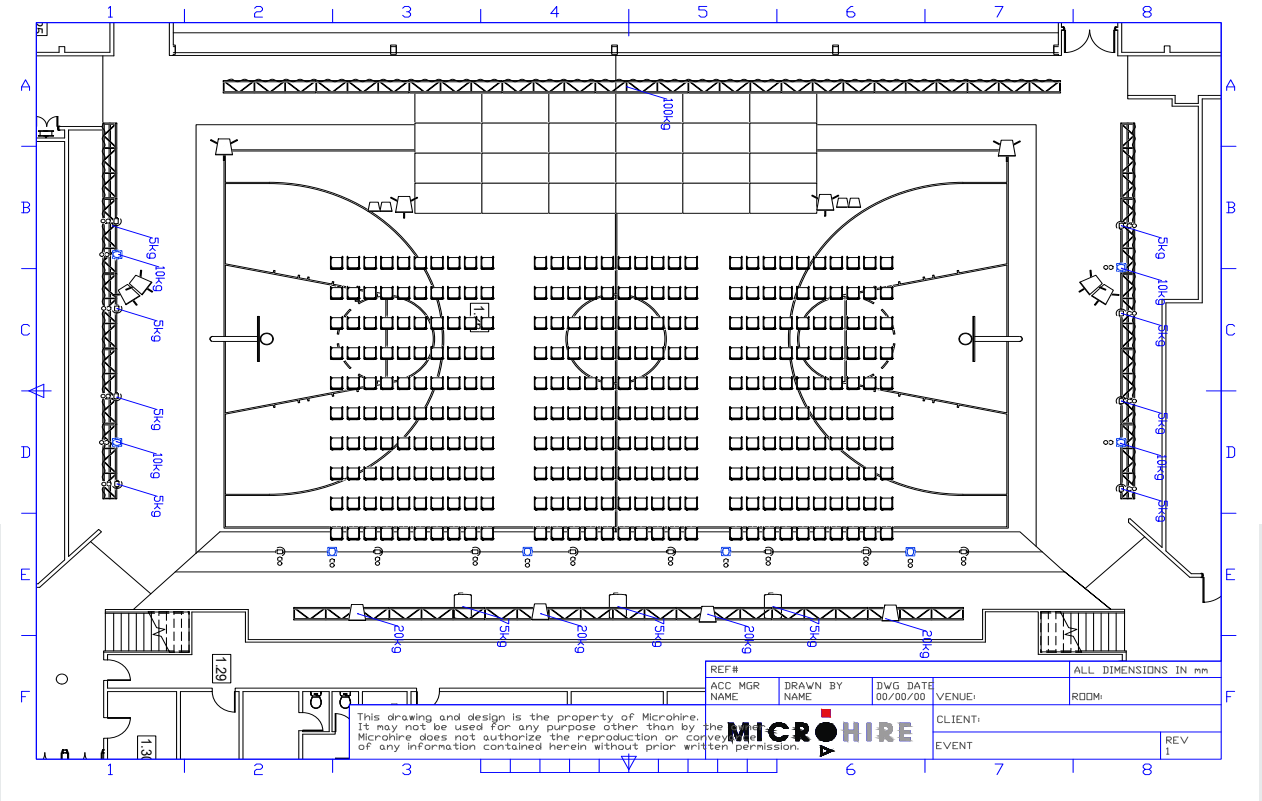 1 2 3 4 5 6 7 8
A A
100kg
B B
5kg 5kg
10kg 10kg
C C
5kg 5kg
5kg 5kg
D D
10kg 10kg
5kg 5kg
E E
20kg 75kg 20kg 75kg 20kg 75kg 20kg
1.29
F F
REF#
ALL DIMENSIONS IN mm
ACC MGR
NAME
DRAWN BY
NAME
DWG DATE
00/00/00
VENUE:
ROOM:
CLIENT:
EVENT
REV
1
MICROHIRE
This drawing and design is the property of Microhire.
It may not be used for any purpose other than by the owner.
Microhire does not authorize the reproduction or conveyance
of any information contained herein without prior written permission.
1 2 3 6 7 8